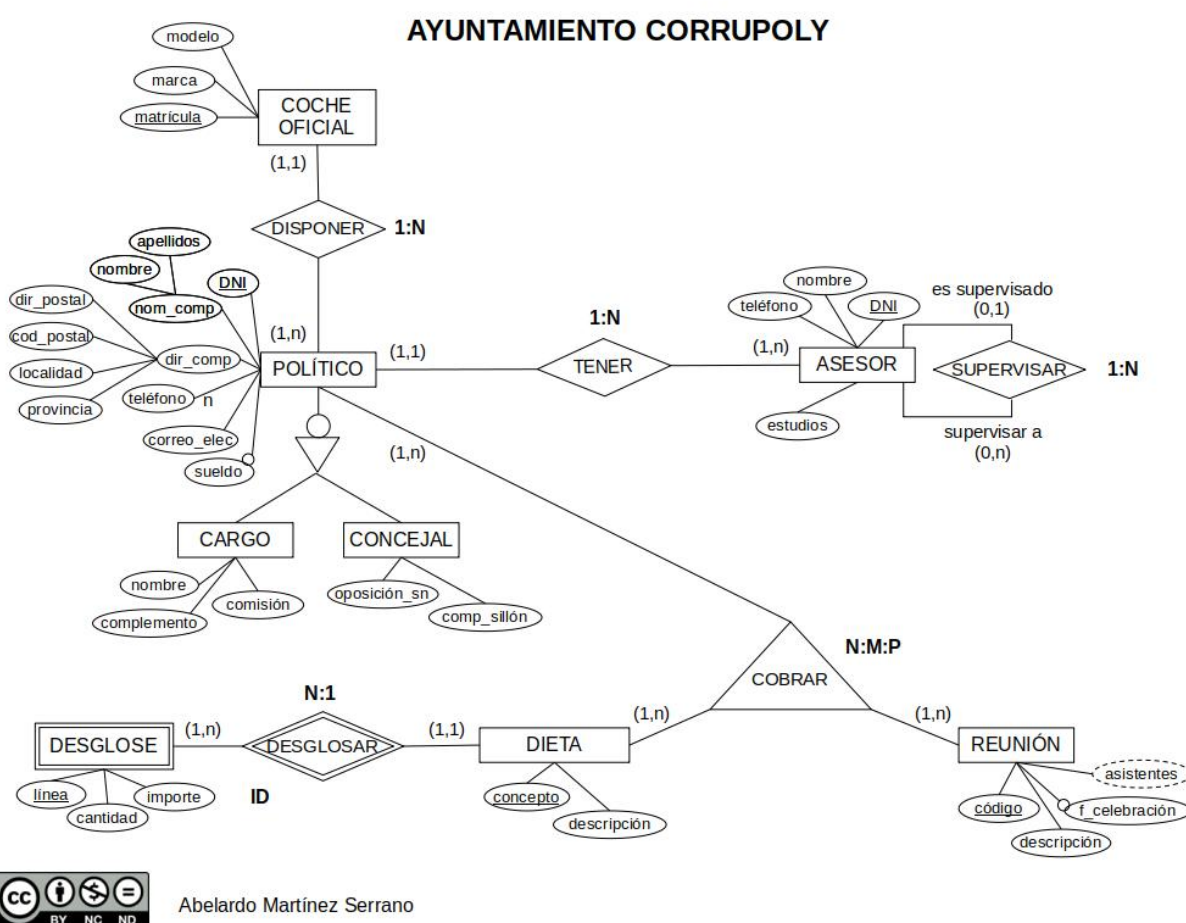 AYUNTAMIENTO CORRUPOLY
modelo
marca
matrícula
COCHE
OFICIAL
(1,1)
DISPONER
1:N
apellidos
nombre
DNI
nom_comp
dir_postal
cod_postal
dir_comp
localidad
provincia
teléfono
n
correo_elec
sueldo
(1,n)
POLÍTICO
(1,1)
1:N
TENER
(1,n)
nombre
teléfono
DNI
ASESOR
estudios
es supervisado
(0,1)
SUPERVISAR
1:N
supervisar a
(0,n)
(1,n)
CARGO
CONCEJAL
nombre
complemento
comisión
oposición_sn
comp_sillón
N:M:P
COBRAR
N:1
DESGLOSE
(1,n)
DESGLOSAR
(1,1)
DIETA
(1,n)
(1,n)
REUNIÓN
línea
cantidad
importe
ID
concepto
descripción
asistentes
código
f_celebración
descripción
cc
BY NC ND
Abelardo Martínez Serrano